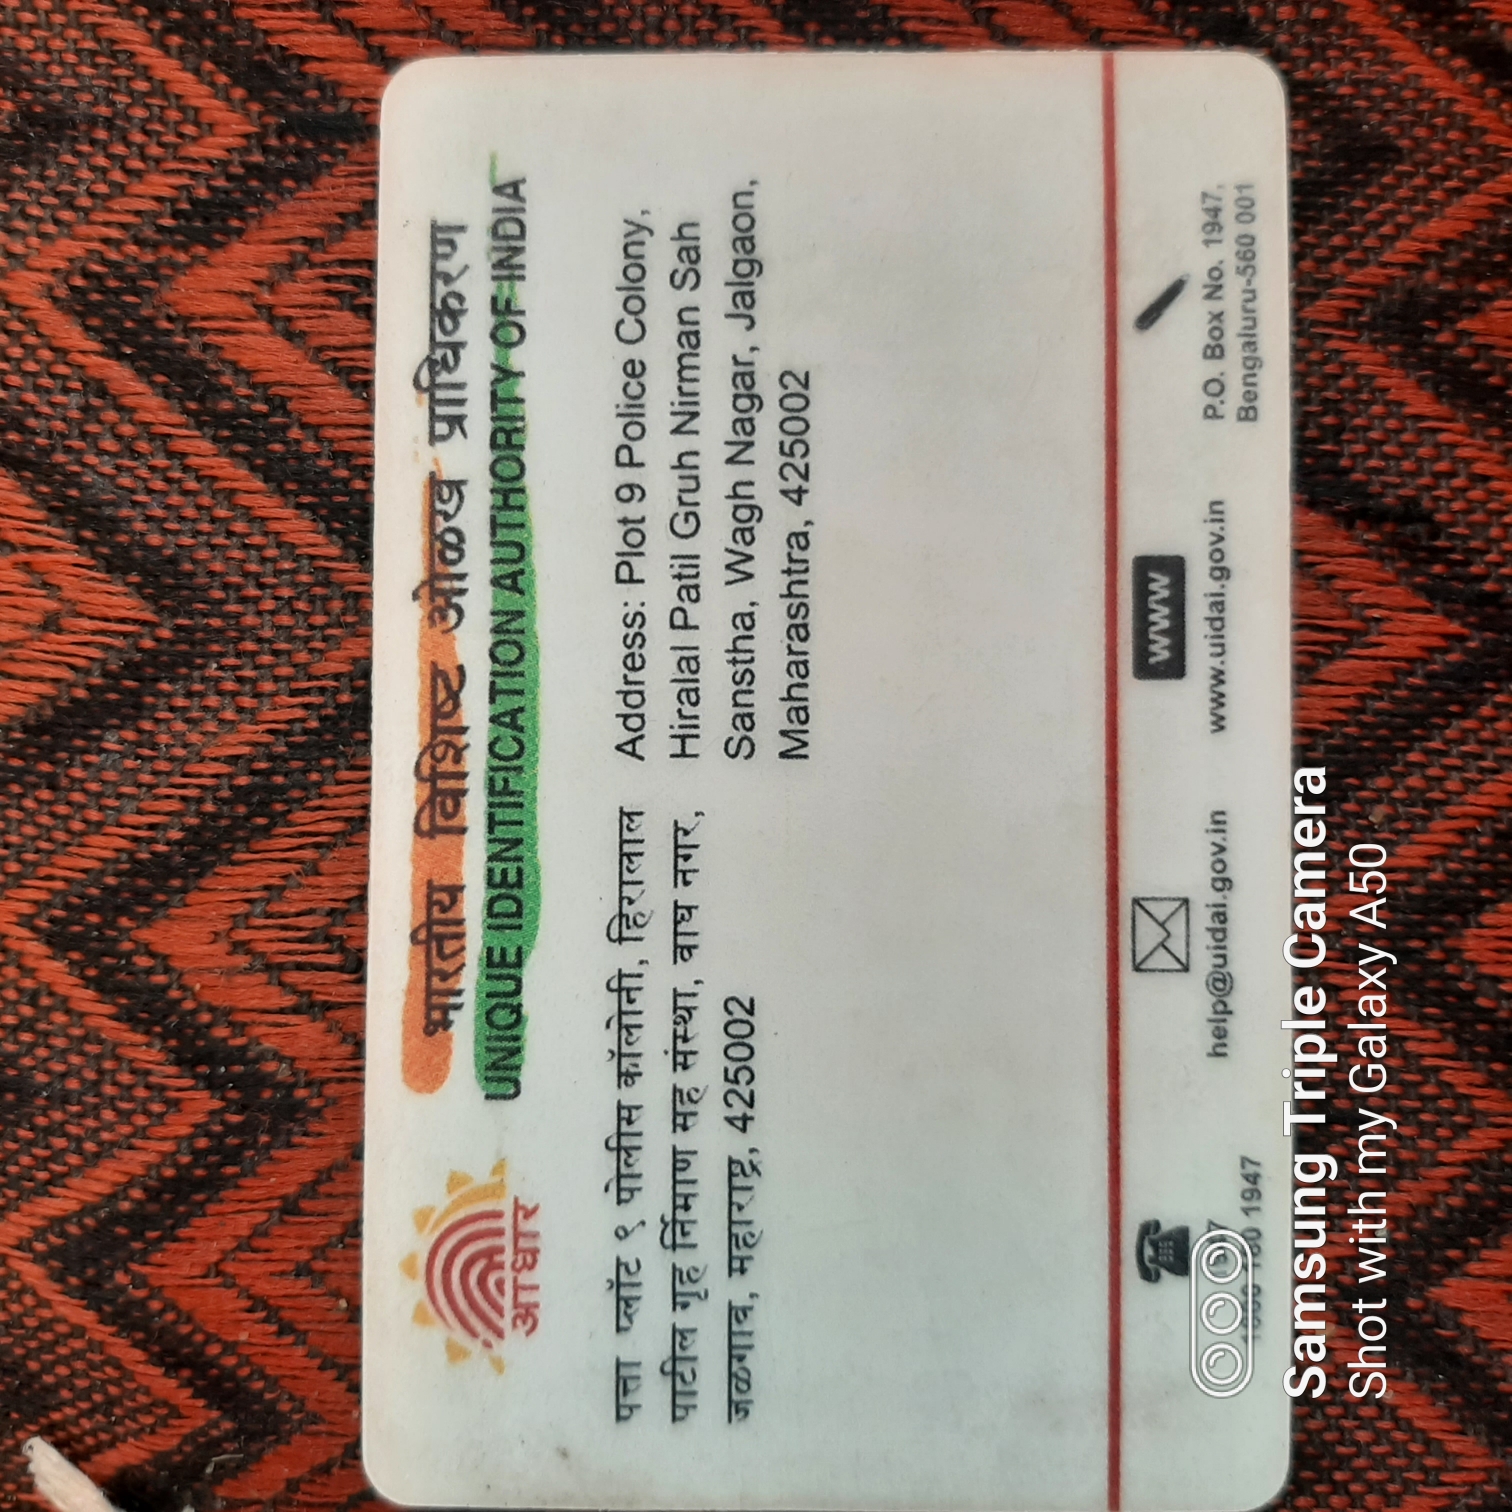 भारतीय विशिष्ट ओळख प्राधिकरण
UNIQUE IDENTIFICATION AUTHORITY OF INDIA
आधार
पत्ता प्लॉट ९ पोलीस कॉलोनी, हिरालाल
पाटील गृह निर्माण सह संस्था, वाघ नगर,
जळगाव, महाराष्ट्र, 425002
Address: Plot 9 Police Colony,
Hiralal Patil Gruh Nirman Sah
Sanstha, Wagh Nagar, Jalgaon,
Maharashtra, 425002
1947
help@uidai.gov.in
WWW
www.uidai.gov.in
P.O. Box No. 1947,
Bengaluru-560 001
Samsung Triple Camera
Shot with my Galaxy A50